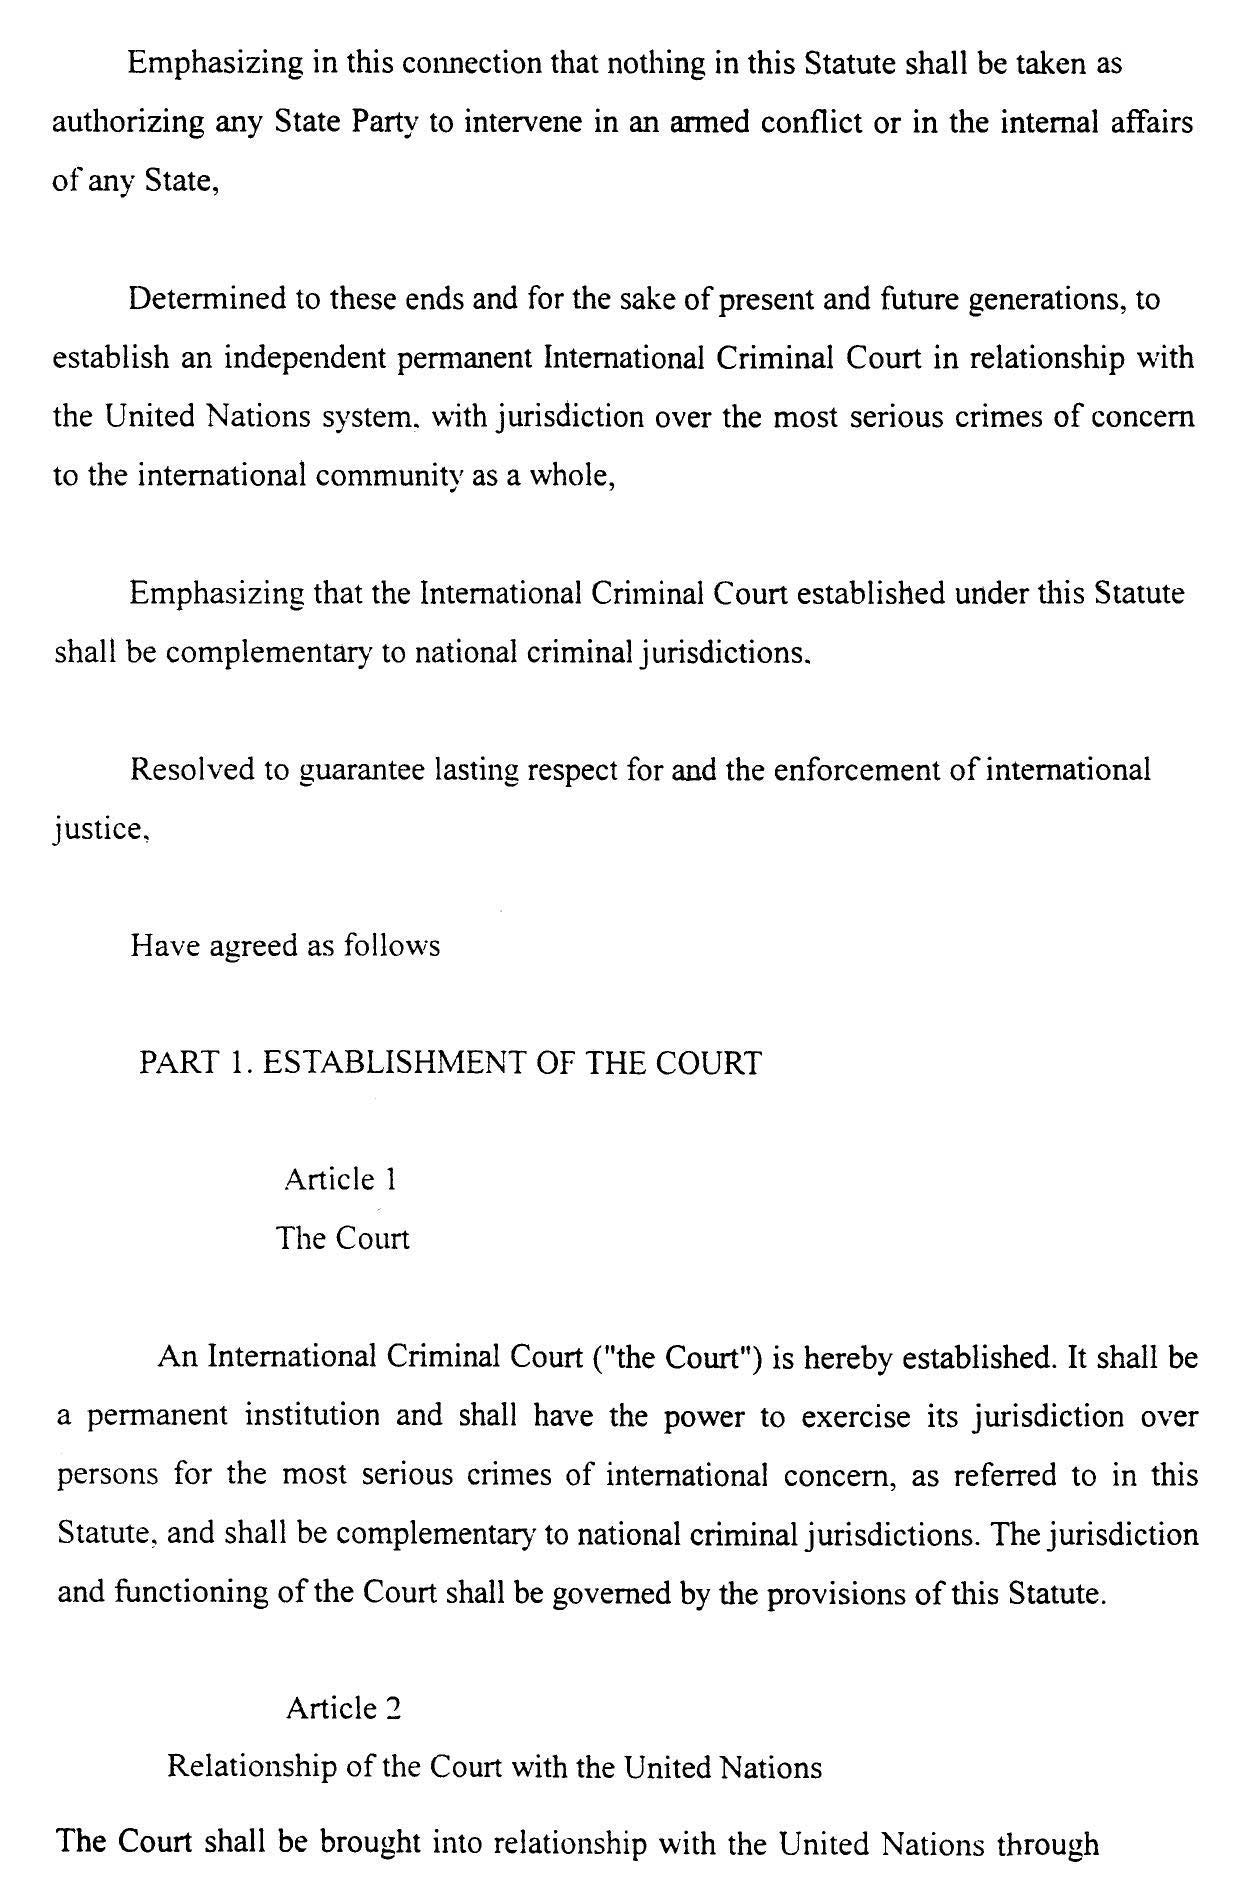 Emphasizing in this connection that nothing in this Statute shall be taken as
authorizing any State Party to intervene in an armed conflict or in the internal affairs
of any State,
Determined to these ends and for the sake of present and future generations, to
establish an independent permanent International Criminal Court in relationship with
the United Nations system. with jurisdiction over the most serious crimes of concern
to the international community as a whole,
Emphasizing that the International Criminal Court established under this Statute
shall be complementary to national criminal jurisdictions.
Resolved to guarantee lasting respect for and the enforcement of international
justice,
Have agreed as follows
PART 1. ESTABLISHMENT OF THE COURT
Article 1
The Court
An International Criminal Court ("the Court") is hereby established. It shall be
a permanent institution and shall have the power to exercise its jurisdiction over
persons for the most serious crimes of international concern, as referred to in this
Statute, and shall be complementary to national criminal jurisdictions. The jurisdiction
and functioning of the Court shall be governed by the provisions of this Statute.
Article 2
Relationship of the Court with the United Nations
The Court shall be brought into relationship with the United Nations through